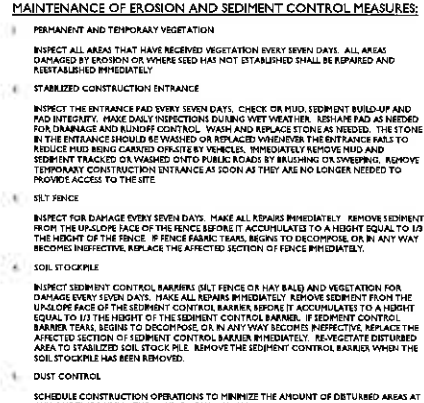 MAINTENANCE OF EROSION AND SEDIMENT CONTROL MEASURES:
PERMANENT AND TEMPORARY VEGETATION
INSPECT ALL AREAS THAT HAVE RECEIVED VEGETATION EVERY SEVEN DAYS. ALL AREAS
DAMAGED BY EROSION OR WHERE SEED HAS NOT ESTABLISHED SHALL BE REPAIRED AND
REESTABLISHED IMMEDIATELY
STABILIZED CONSTRUCTION ENTRANCE
INSPECT THE ENTRANCE PAD EVERY SEVEN DAYS. CHECK OR MUD, SEDIMENT BUILD-UP AND
PAD INTEGRITY. MAKE DAILY INSPECTIONS DURING WET WEATHER. RESHAPE PAD AS NEEDED
FOR DRAINAGE AND RUNOFF CONTROL. WASH AND REPLACE STONE AS NEEDED. THE STONE
IN THE ENTRANCE SHOULD BE WASHED OR REPLACED WHENEVER THE ENTRANCE FAILS TO
REDUCE MUD BEING CARRIED OFF-SITE BY VEHICLES. IMMEDIATELY REMOVE MUD AND
SEDIMENT TRACKED OR WASHED ONTO PUBLIC ROADS BY BRUSHING OR SWEEPING. REMOVE
TEMPORARY CONSTRUCTION ENTRANCE AS SOON AS THEY ARE NO LONGER NEEDED TO
PROVIDE ACCESS TO THE SITE
SILT FENCE
INSPECT FOR DAMAGE EVERY SEVEN DAYS. MAKE ALL REPAIRS IMMEDIATELY REMOVE SEDIMENT
FROM THE UP-SLOPE FACE OF THE FENCE BEFORE IT ACCUMULATES TO A HEIGHT EQUAL TO 1/3
THE HEIGHT OF THE FENCE. IF FENCE FABRIC TEARS, BEGINS TO DECOMPOSE, OR IN ANY WAY
BECOMES INEFFECTIVE, REPLACE THE AFFECTED SECTION OF FENCE IMMEDIATELY.
SOIL STOCKPILE
INSPECT SEDIMENT CONTROL BARRIERS (SILT FENCE OR HAY BALE) AND VEGETATION FOR
DAMAGE EVERY SEVEN DAYS. MAKE ALL REPAIRS IMMEDIATELY. REMOVE SEDIMENT FROM THE
UP-SLOPE FACE OF THE SEDIMENT CONTROL BARRIER BEFORE IT ACCUMULATES TO A HEIGHT
EQUAL TO 1/3 THE HEIGHT OF THE SEDIMENT CONTROL BARRIER. IF SEDIMENT CONTROL
BARRIER TEARS, BEGINS TO DECOMPOSE, OR IN ANY WAY BECOMES INEFFECTIVE, REPLACE THE
AFFECTED SECTION OF SEDIMENT CONTROL BARRIER IMMEDIATELY. RE-VEGETATE DISTURBED
AREA TO STABILIZED SOIL STOCK PILE. REMOVE THE SEDIMENT CONTROL BARRIER WHEN THE
SOIL STOCKPILE HAS BEEN REMOVED.
DUST CONTROL
SCHEDULE CONSTRUCTION OPERATIONS TO MINIMIZE THE AMOUNT OF DISTURBED AREAS AT